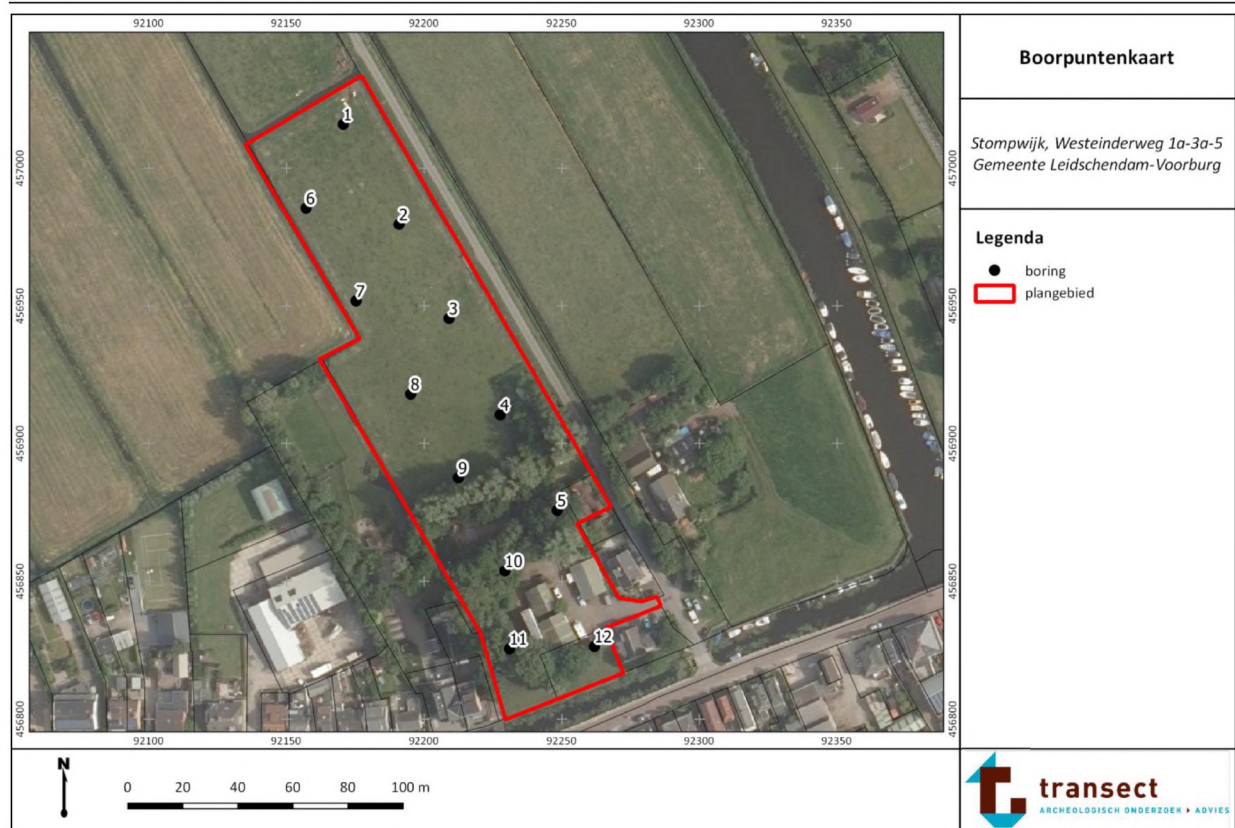 92100 92150 92200 92250 92300 92350
Boorpuntenkaart
Stompwijk, Westeinderweg 1a-3a-5
Gemeente Leidschendam-Voorburg
Legenda
boring
plangebied
457000 457000
456950 456950
456900 456900
456850 456850
456800 456800
1
6
2
7
3
8
4
9
5
10
11
12
92100 92150 92200 92250 92300 92350
N
0 20 40 60 80 100 m
transect
ARCHEOLOGISCH ONDERZOEK ▸ ADVIES